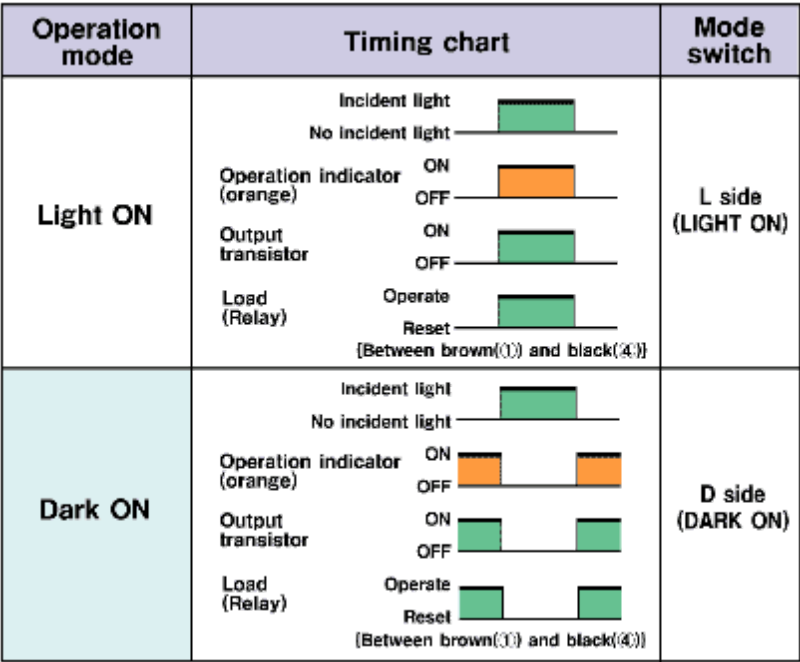 Operation
mode
Timing chart
Mode
switch
Light ON
Incident light
No incident light
Operation indicator
(orange)
ON
OFF
Output
transistor
ON
OFF
Load
(Relay)
Operate
Reset
{Between brown(①) and black(④)}
L side
(LIGHT ON)
Dark ON
Incident light
No incident light
Operation indicator
(orange)
ON
OFF
Output
transistor
ON
OFF
Load
(Relay)
Operate
Reset
{Between brown(①) and black(④)}
D side
(DARK ON)